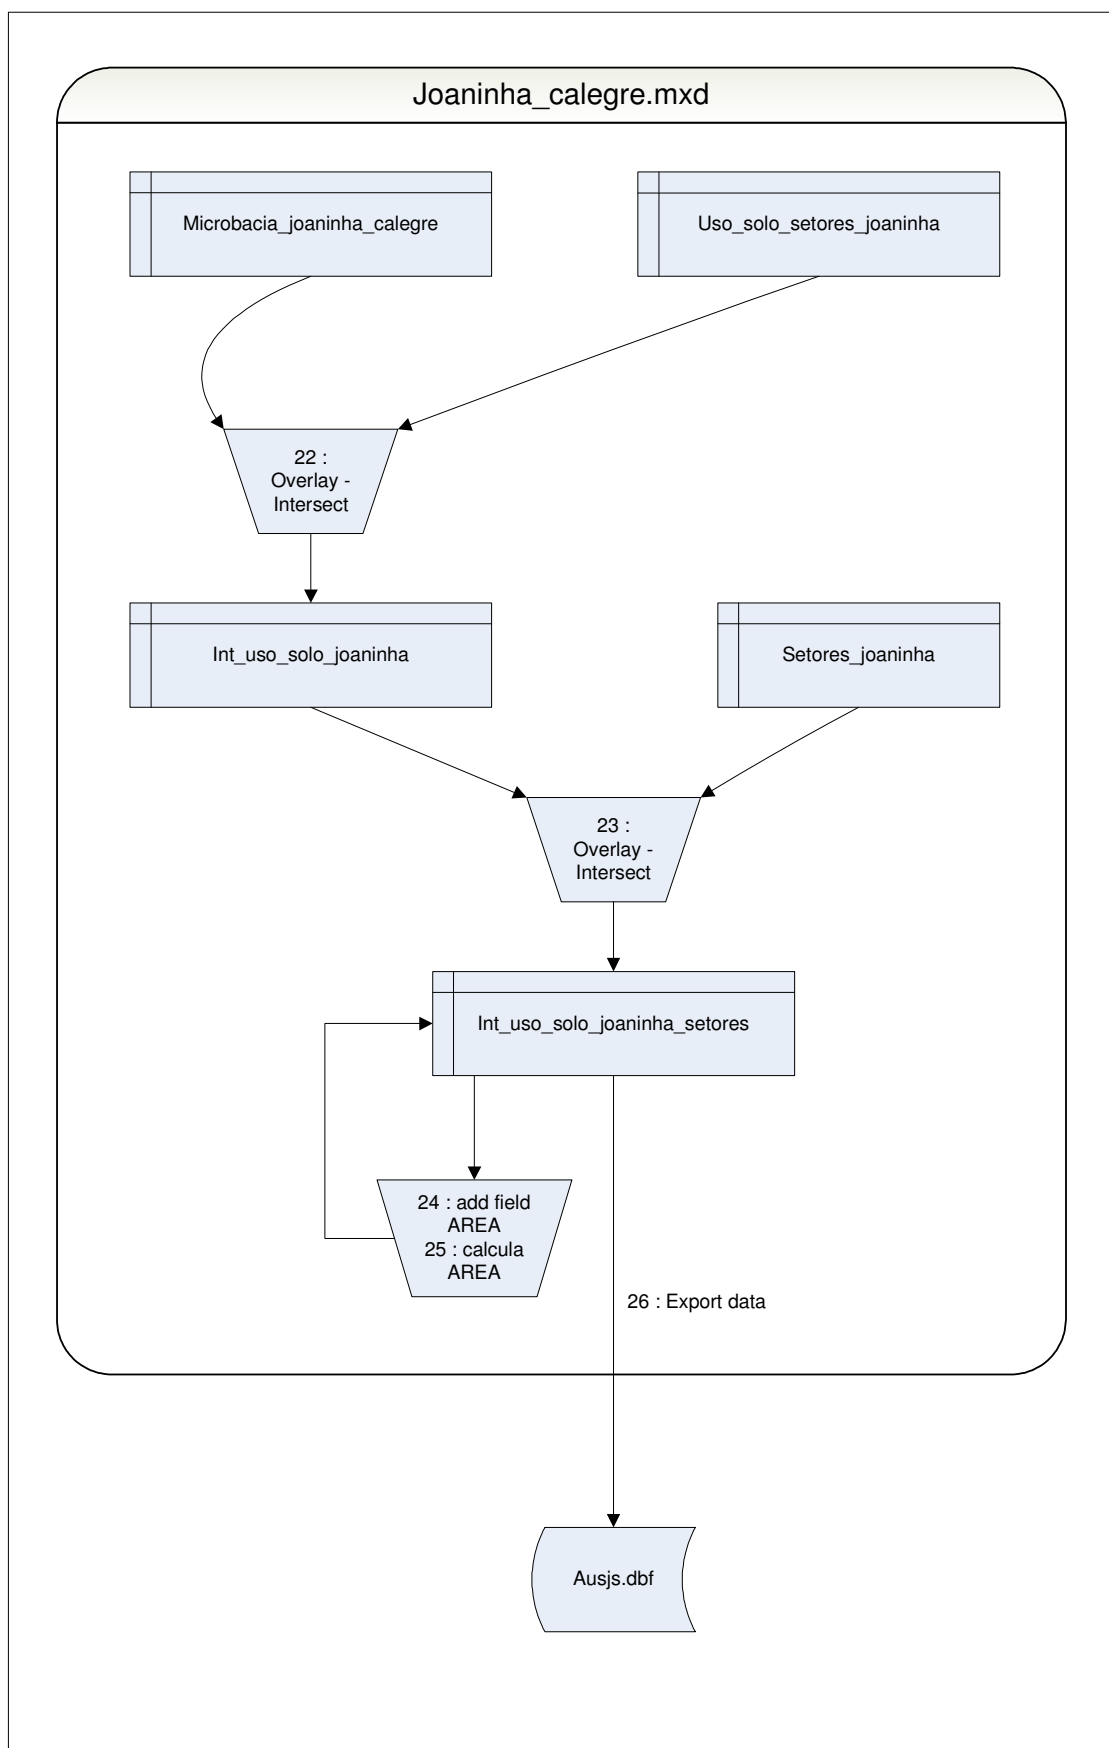 Joaninha_calegre.mxd
Microbacia_joaninha_calegre
Uso_solo_setores_joaninha
22 :
Overlay -
Intersect
Int_uso_solo_joaninha
Setores_joaninha
23 :
Overlay -
Intersect
Int_uso_solo_joaninha_setores
24 : add field
AREA
25 : calcula
AREA
26 : Export data
Ausjs.dbf